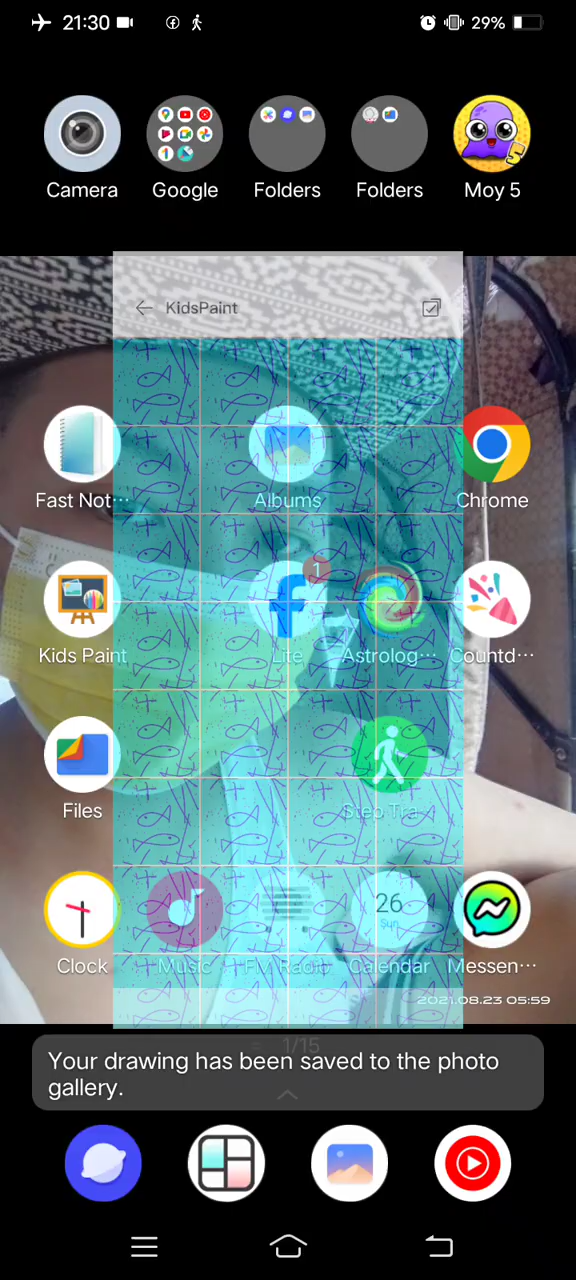 21:30 29%
Camera Google Folders Folders Moy 5
KidsPaint
Fast Not··· Albums Chrome
1
Kids Paint Lite Astrolog··· Countd···
Files Step Tra···
26
Sun
Clock Music FM Radio Calendar Messen···
2021.08.23 05:59
1/15
Your drawing has been saved to the photo
gallery.